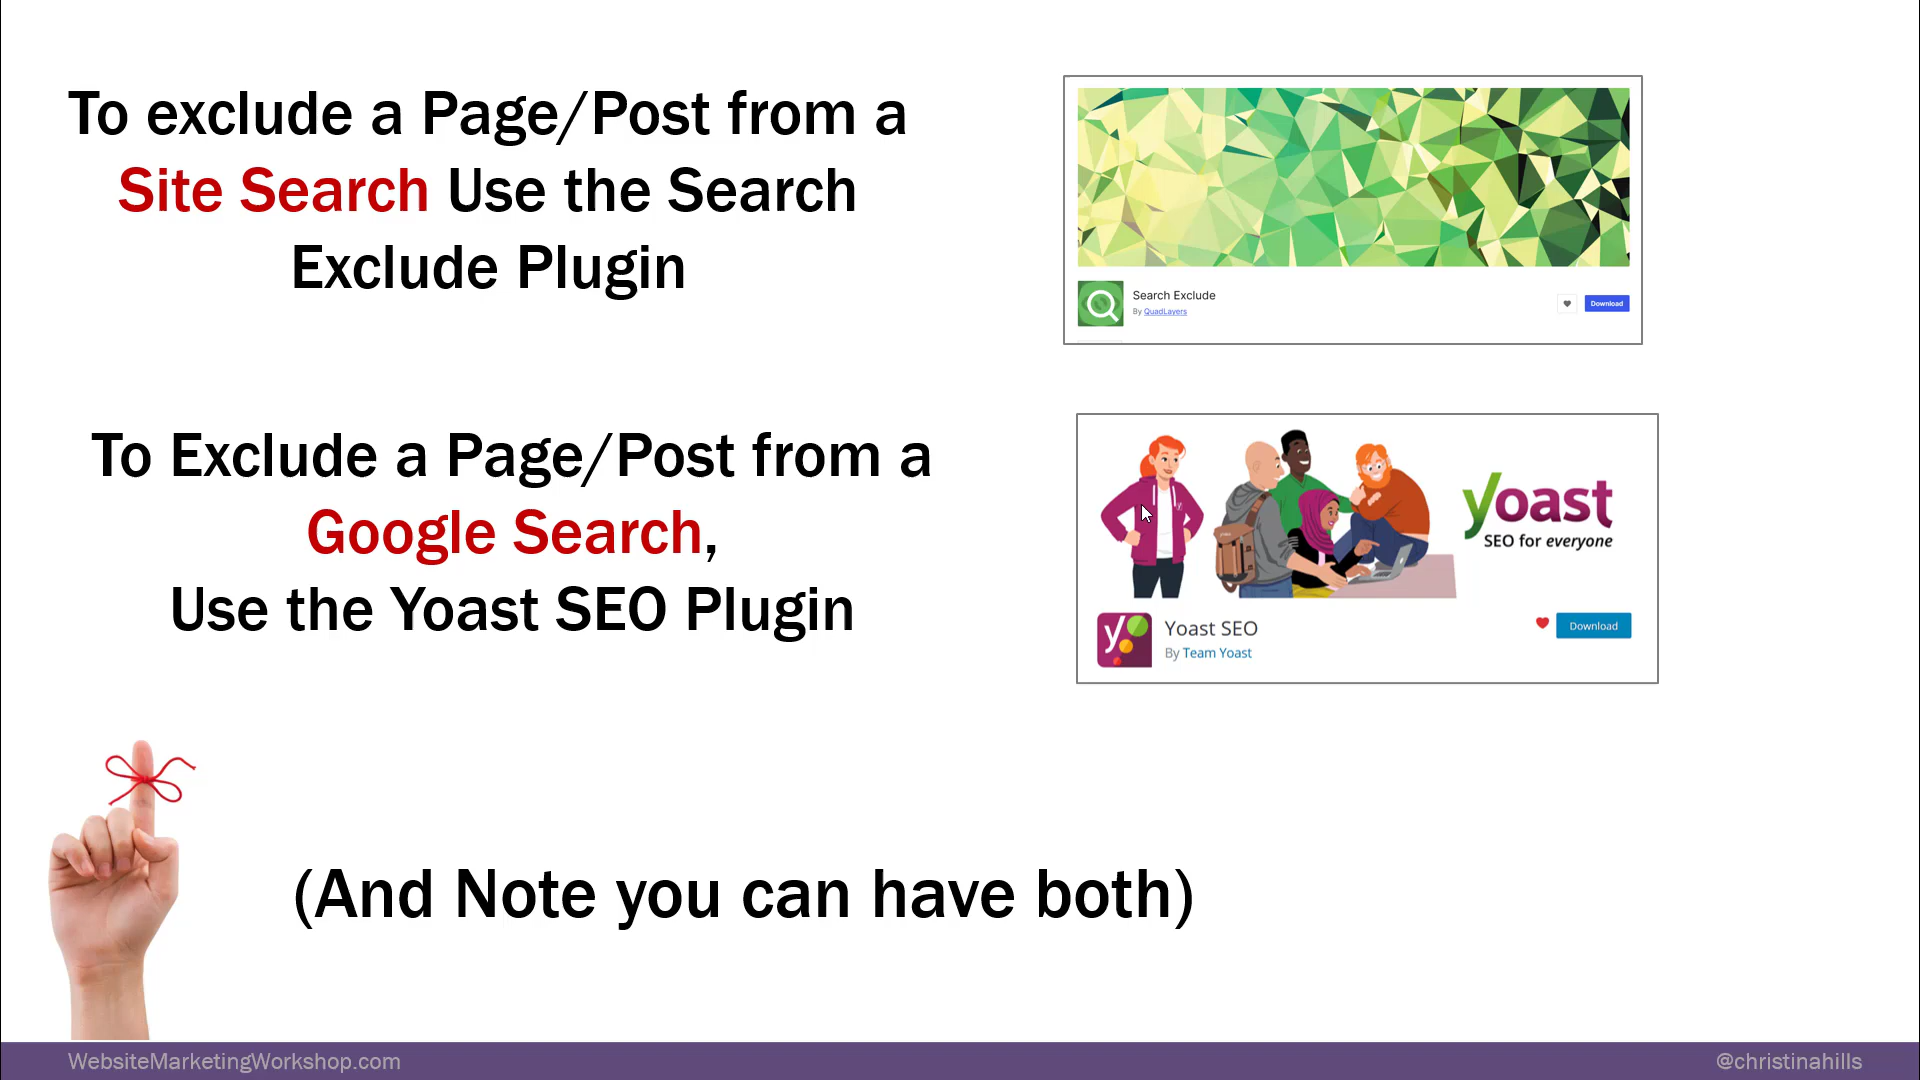 To exclude a Page/Post from a
Site Search Use the Search
Exclude Plugin
Search Exclude
By QuadLayers
Download
To Exclude a Page/Post from a
Google Search,
Use the Yoast SEO Plugin
yoast
SEO for everyone
y
Yoast SEO
By Team Yoast
Download
(And Note you can have both)
WebsiteMarketingWorkshop.com
@christinahills